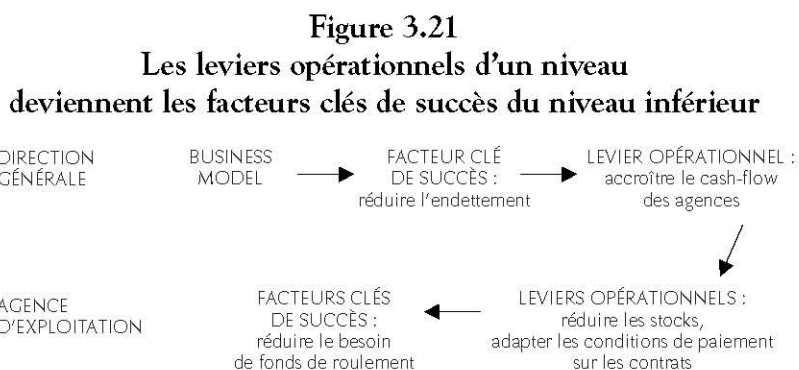 Figure 3.21
Les leviers opérationnels d'un niveau
deviennent les facteurs clés de succès du niveau inférieur
DIRECTION
GÉNÉRALE
BUSINESS
MODEL
FACTEUR CLÉ
DE SUCCÈS :
réduire l'endettement
LEVIER OPÉRATIONNEL :
accroître le cash-flow
des agences
AGENCE
D'EXPLOITATION
FACTEURS CLÉS
DE SUCCÈS :
réduire le besoin
de fonds de roulement
LEVIERS OPÉRATIONNELS :
réduire les stocks,
adapter les conditions de paiement
sur les contrats